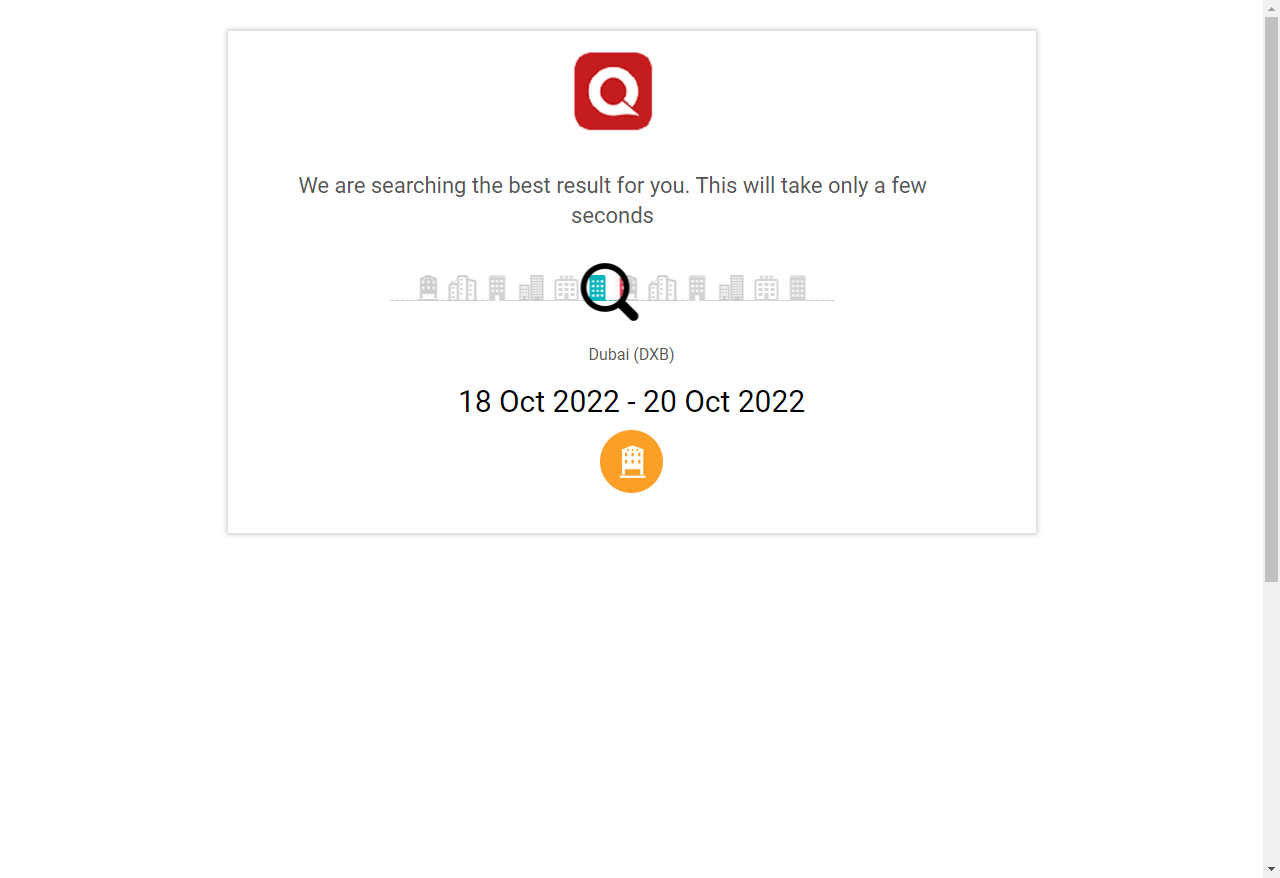 We are searching the best result for you. This will take only a few
seconds
Dubai (DXB)
18 Oct 2022 - 20 Oct 2022